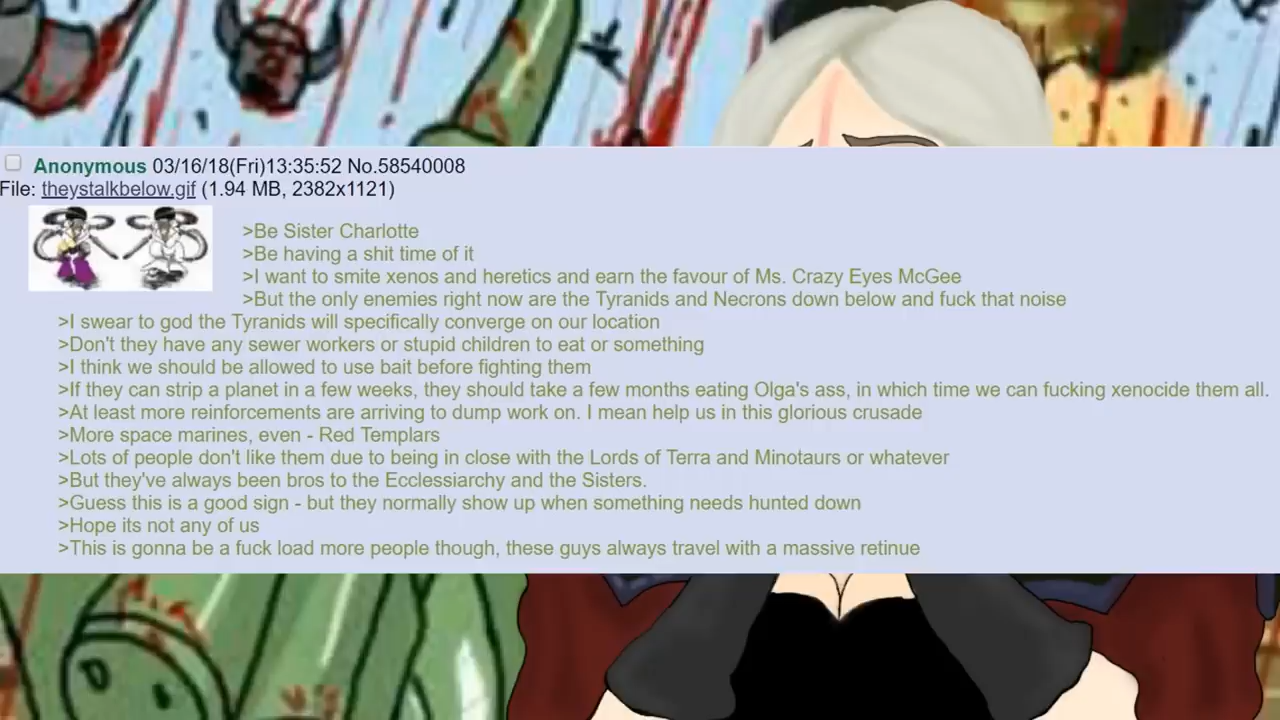 Anonymous 03/16/18(Fri)13:35:52 No.58540008
File: theystalkbelow.gif (1.94 MB, 2382x1121)
>Be Sister Charlotte
>Be having a shit time of it
>I want to smite xenos and heretics and earn the favour of Ms. Crazy Eyes McGee
>But the only enemies right now are the Tyranids and Necrons down below and fuck that noise
>I swear to god the Tyranids will specifically converge on our location
>Don't they have any sewer workers or stupid children to eat or something
>I think we should be allowed to use bait before fighting them
>If they can strip a planet in a few weeks, they should take a few months eating Olga's ass, in which time we can fucking xenocide them all.
>At least more reinforcements are arriving to dump work on. I mean help us in this glorious crusade
>More space marines, even - Red Templars
>Lots of people don't like them due to being in close with the Lords of Terra and Minotaurs or whatever
>But they've always been bros to the Ecclessiarchy and the Sisters.
>Guess this is a good sign - but they normally show up when something needs hunted down
>Hope its not any of us
>This is gonna be a fuck load more people though, these guys always travel with a massive retinue